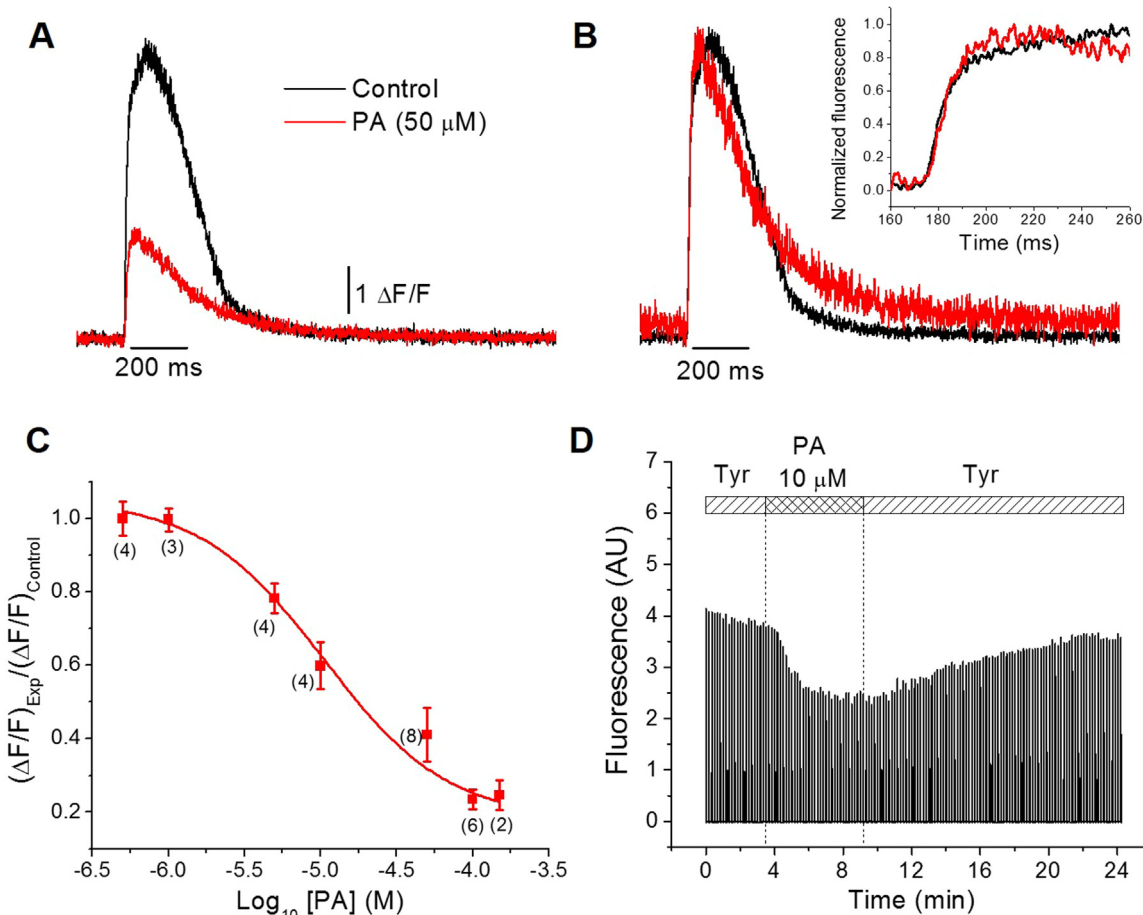 A
Control
PA (50 μM)
1 ΔF/F
200 ms
B
Normalized fluorescence
1.0
0.8
0.6
0.4
0.2
0.0
160 180 200 220 240 260
Time (ms)
200 ms
C
(ΔF/F)Exp/(ΔF/F)Control
1.0
0.8
0.6
0.4
0.2
(4)
(3)
(4)
(4)
(8)
(6)
(2)
-6.5 -6.0 -5.5 -5.0 -4.5 -4.0 -3.5
Log10 [PA] (M)
D
PA
Tyr 10 μM Tyr
Fluorescence (AU)
7
6
5
4
3
2
1
0
0 4 8 12 16 20 24
Time (min)